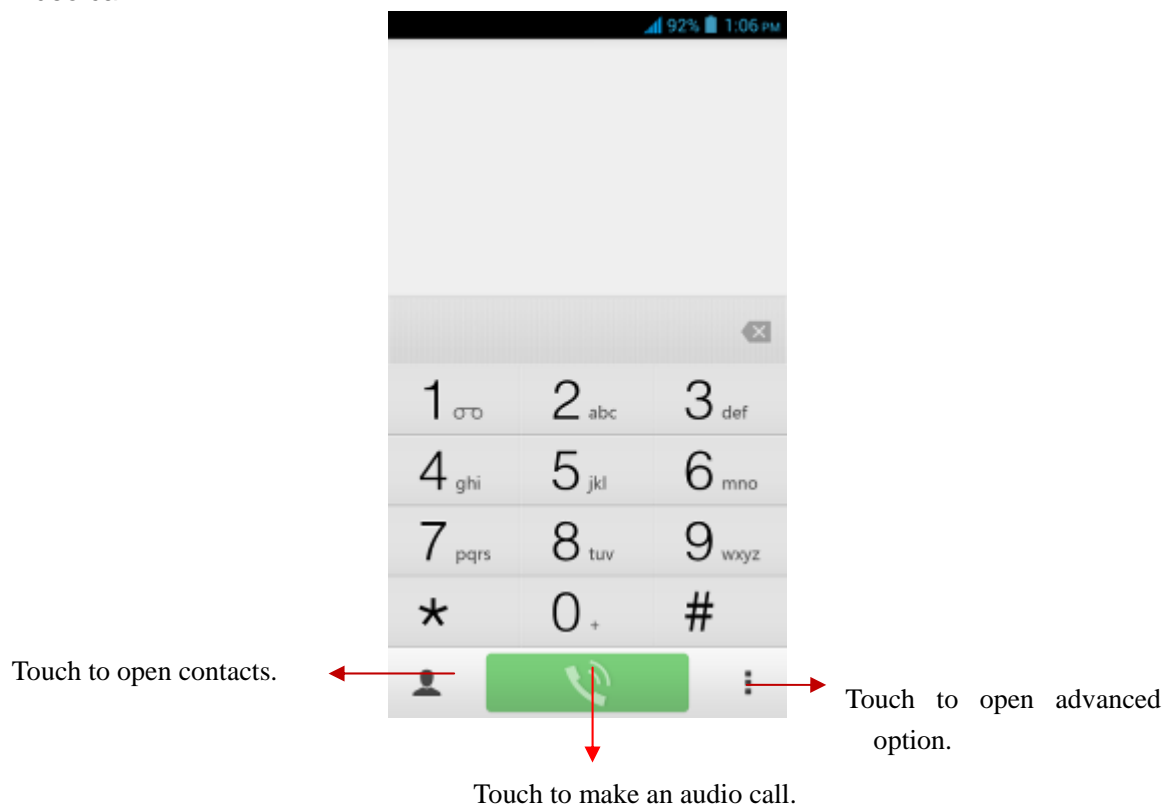 92% 1:06 PM
1
2 abc
3 def
4 ghi
5 jkl
6 mno
7 pqrs
8 tuv
9 wxyz
*
0 +
#
Touch to open contacts.
Touch to open advanced
option.
Touch to make an audio call.